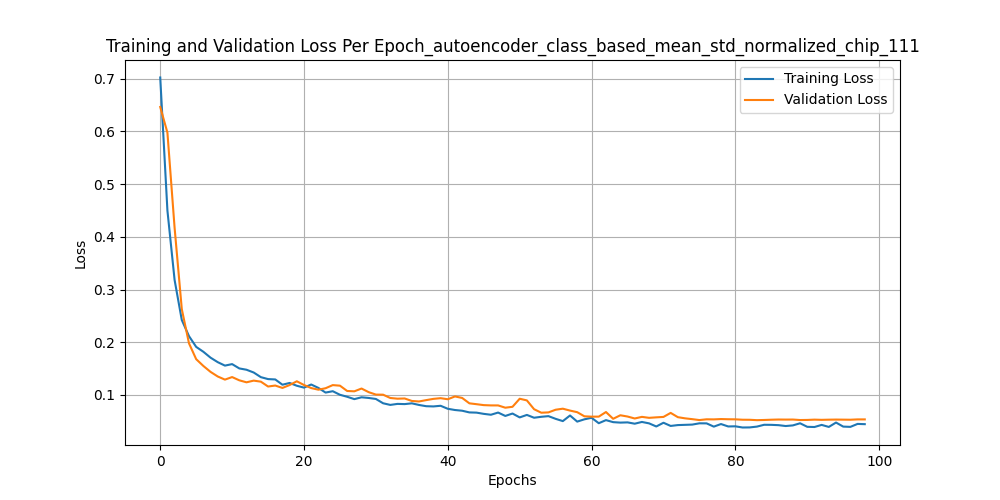 Training and Validation Loss Per Epoch_autoencoder_class_based_mean_std_normalized_chip_111
Training Loss
Validation Loss
0.7
0.6
0.5
0.4
0.3
0.2
0.1
Loss
0 20 40 60 80 100
Epochs